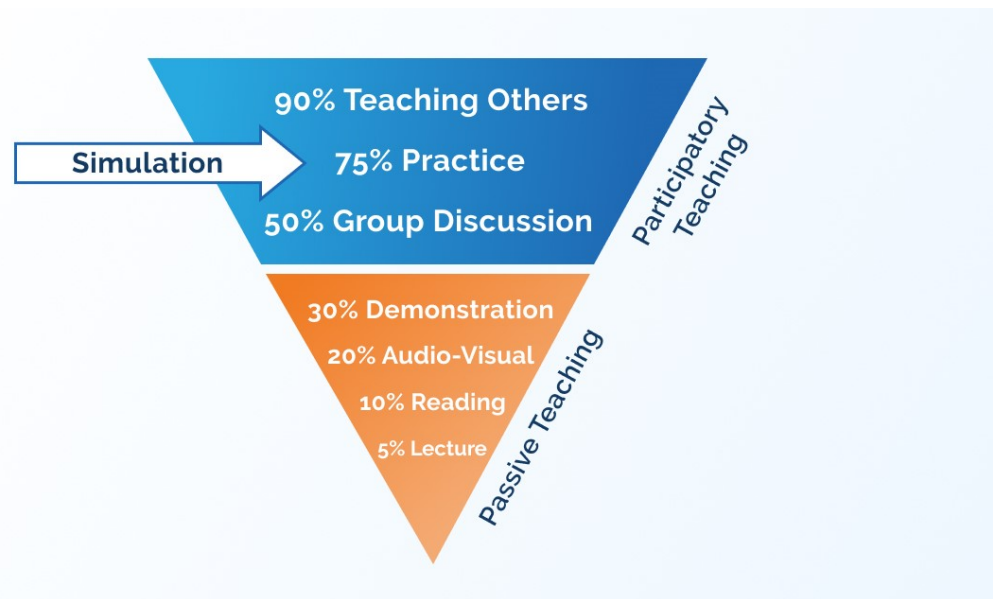 90% Teaching Others
Simulation
75% Practice
50% Group Discussion
Participatory
Teaching
30% Demonstration
20% Audio-Visual
10% Reading
5% Lecture
Passive Teaching